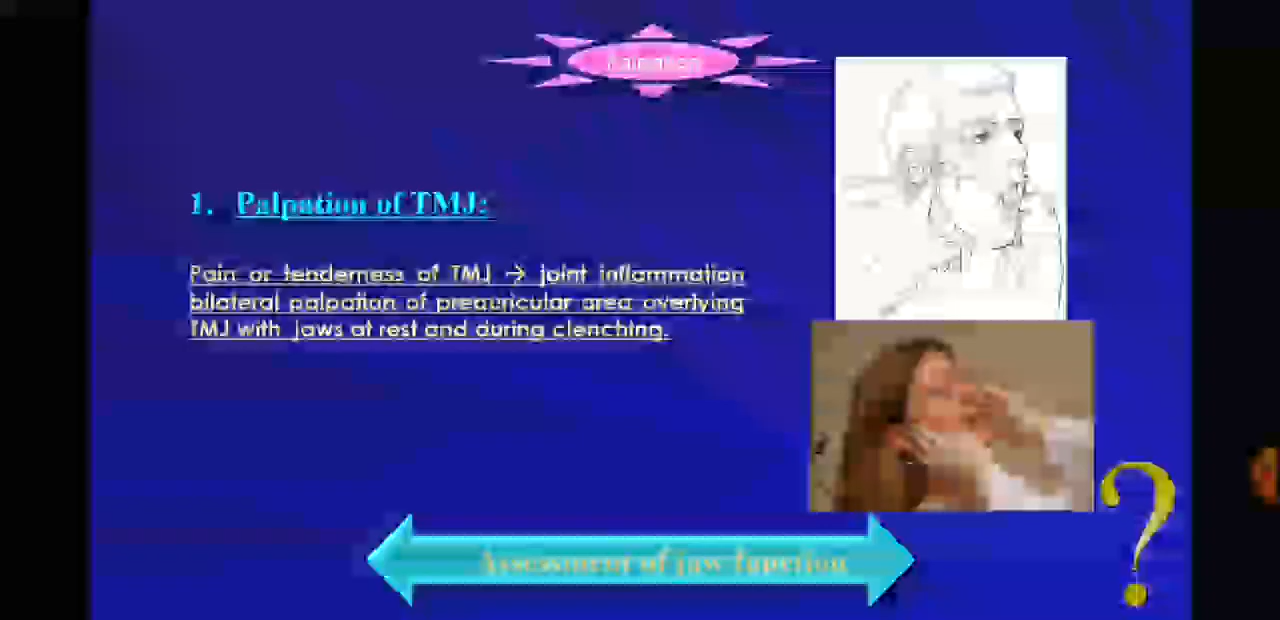 Palpation
1. Palpation of TMJ:
Pain or tenderness of TMJ → joint inflammation
bilateral palpation of preauricular area overlying
TMJ with jaws at rest and during clenching.
Assessment of jaw function
?